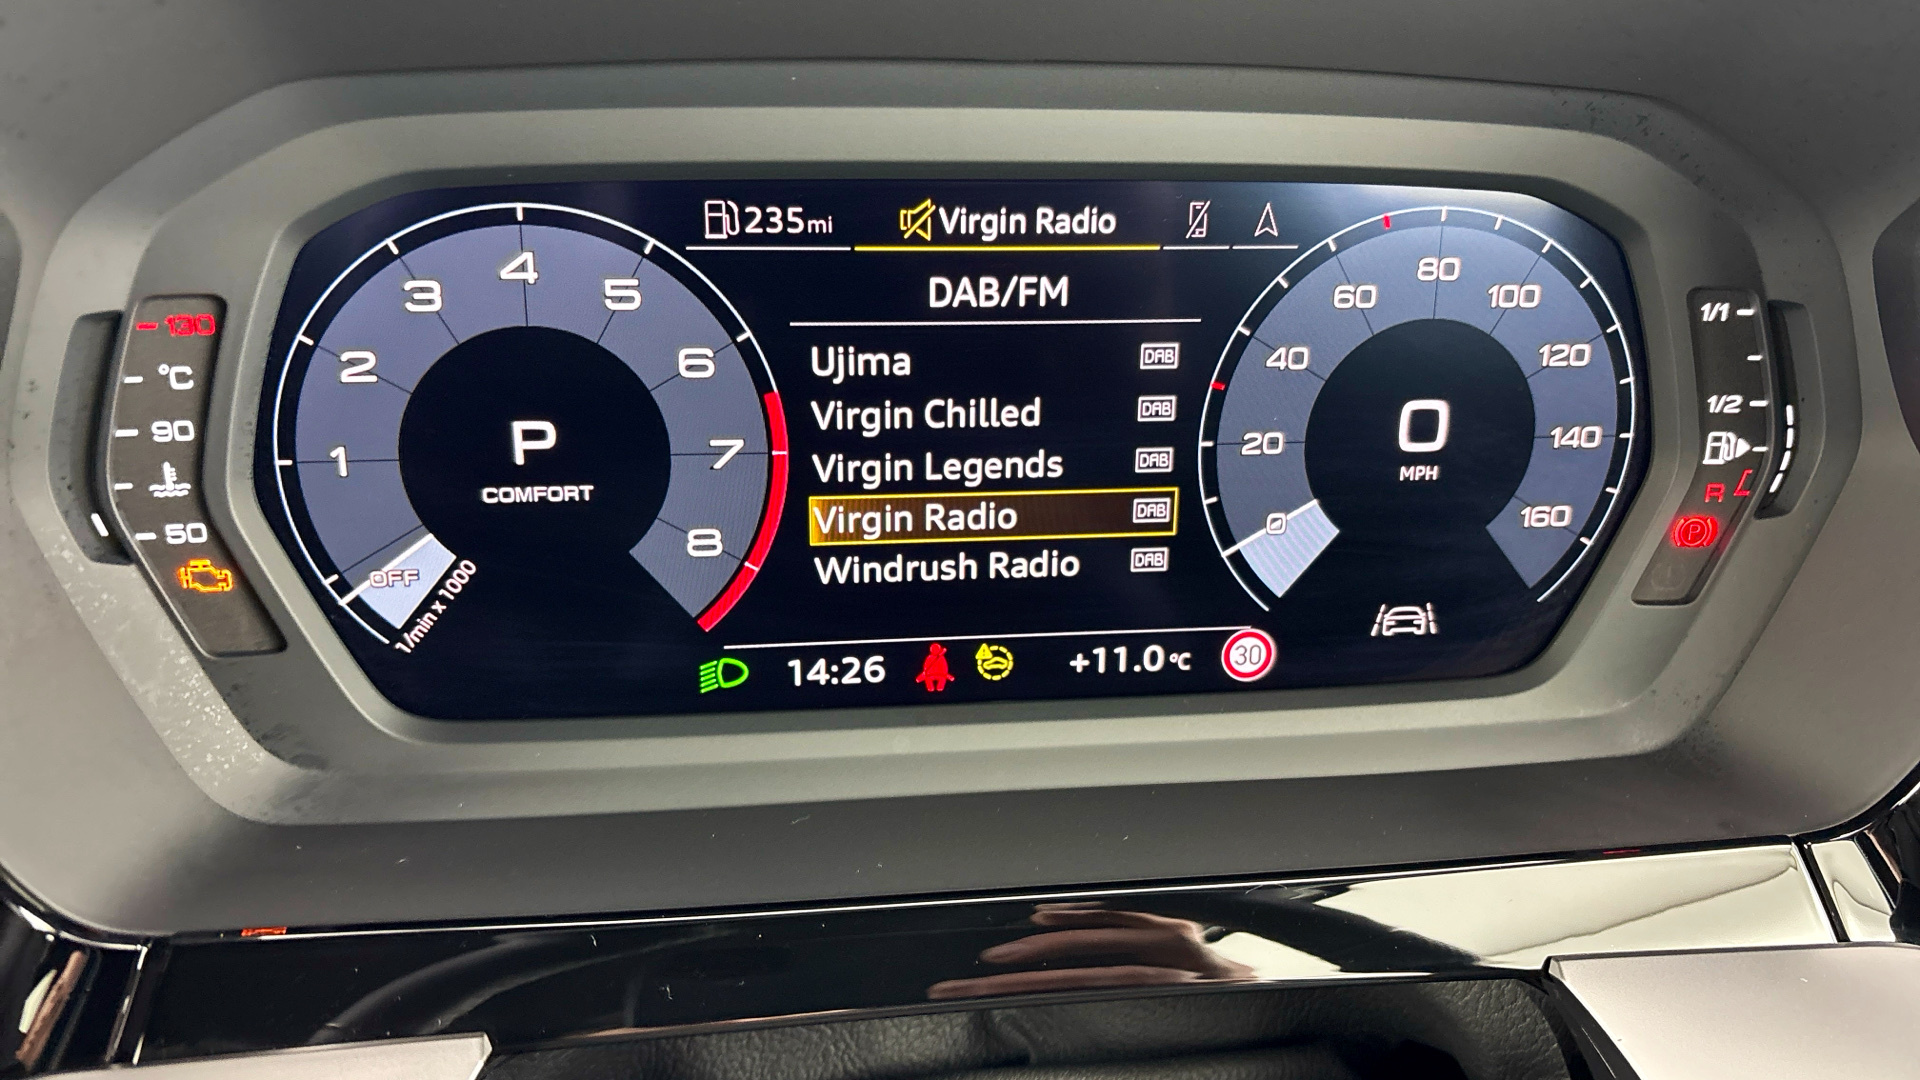 235mi
Virgin Radio
DAB/FM
Ujima DAB
Virgin Chilled DAB
Virgin Legends DAB
Virgin Radio DAB
Windrush Radio DAB
14:26
+11.0°C
30
130
°C
90
50
OFF
1
2
3
4
5
6
7
8
1/min x 1000
P
COMFORT
0
20
40
60
80
100
120
140
160
0
MPH
1/1
1/2
R
P